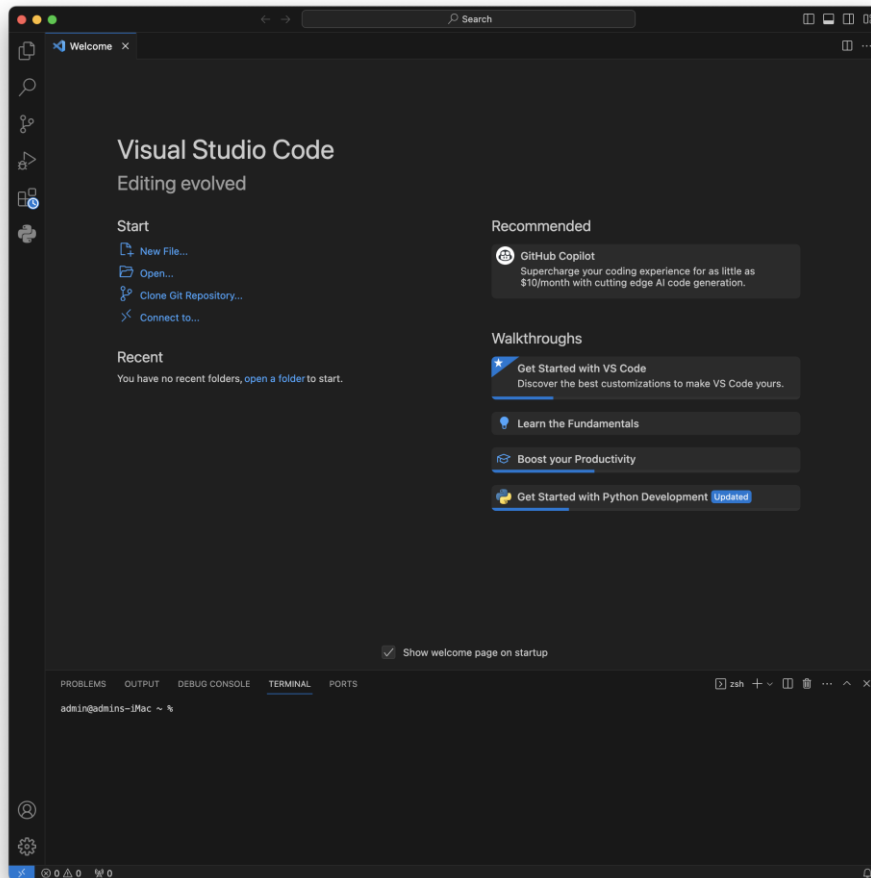 Search
Welcome
Visual Studio Code
Editing evolved
Start
New File...
Open...
Clone Git Repository...
Connect to...
Recent
You have no recent folders, open a folder to start.
Recommended
GitHub Copilot
Supercharge your coding experience for as little as
$10/month with cutting edge AI code generation.
Walkthroughs
Get Started with VS Code
Discover the best customizations to make VS Code yours.
Learn the Fundamentals
Boost your Productivity
Get Started with Python Development Updated
Show welcome page on startup
PROBLEMS OUTPUT DEBUG CONSOLE TERMINAL PORTS zsh
admin@admins-iMac ~ %
0 0 0